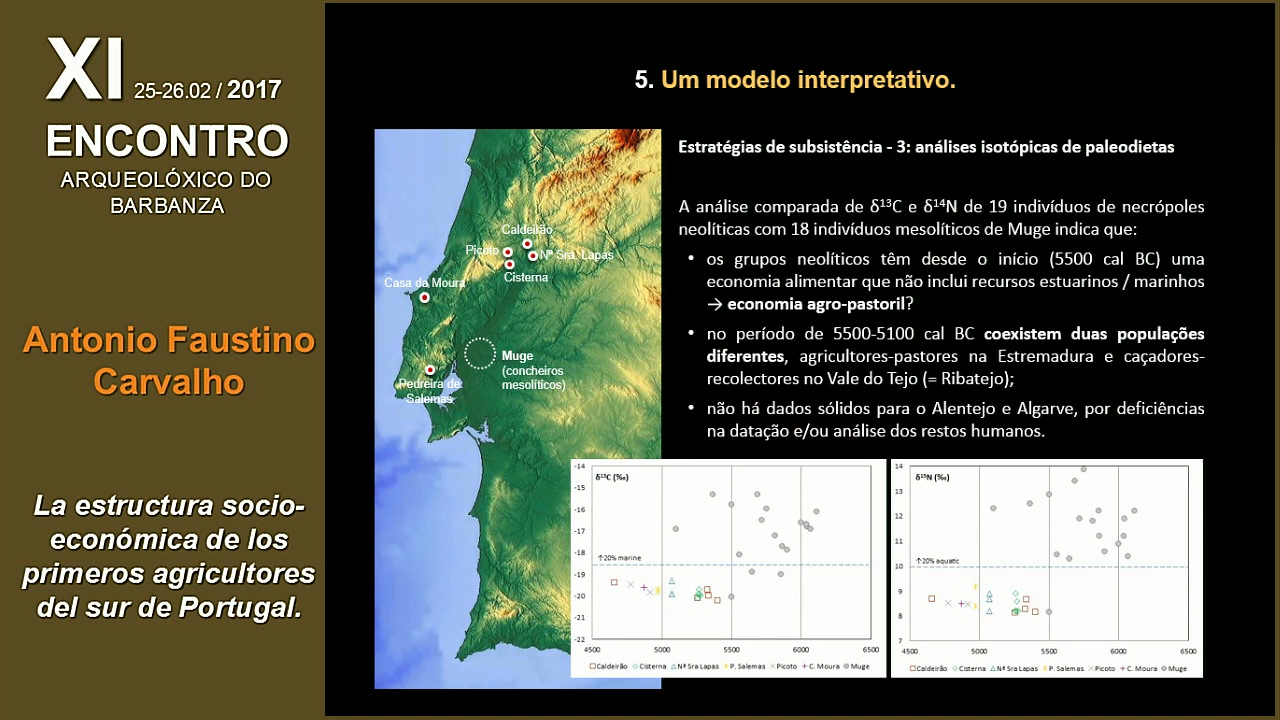 XI 25-26.02 / 2017
ENCONTRO
ARQUEOLÓXICO DO
BARBANZA
Antonio Faustino
Carvalho
La estructura socio-
económica de los
primeros agricultores
del sur de Portugal.
5. Um modelo interpretativo.
Caldeirão
Picoto
Nª Sra. Lapas
Cisterna
Casa da Moura
Muge
(concheiros
mesolíticos)
Pedreira de
Salemas
Estratégias de subsistência - 3: análises isotópicas de paleodietas
A análise comparada de δ¹³C e δ¹⁴N de 19 indivíduos de necrópoles
neolíticas com 18 indivíduos mesolíticos de Muge indica que:
• os grupos neolíticos têm desde o início (5500 cal BC) uma
economia alimentar que não inclui recursos estuarinos / marinhos
→ economia agro-pastoril?
• no período de 5500-5100 cal BC coexistem duas populações
diferentes, agricultores-pastores na Estremadura e caçadores-
recolectores no Vale do Tejo (= Ribatejo);
• não há dados sólidos para o Alentejo e Algarve, por deficiências
na datação e/ou análise dos restos humanos.
δ¹³C (‰)
-14
-15
-16
-17
-18
↑20% marine
-19
-20
-21
-22
4500 5000 5500 6000 6500
Caldeirão Cisterna Nª Sra Lapas P. Salemas Picoto C. Moura Muge
δ¹⁵N (‰)
14
13
12
11
10
↑20% aquatic
9
8
7
4500 5000 5500 6000 6500
Caldeirão Cisterna Nª Sra Lapas P. Salemas Picoto C. Moura Muge